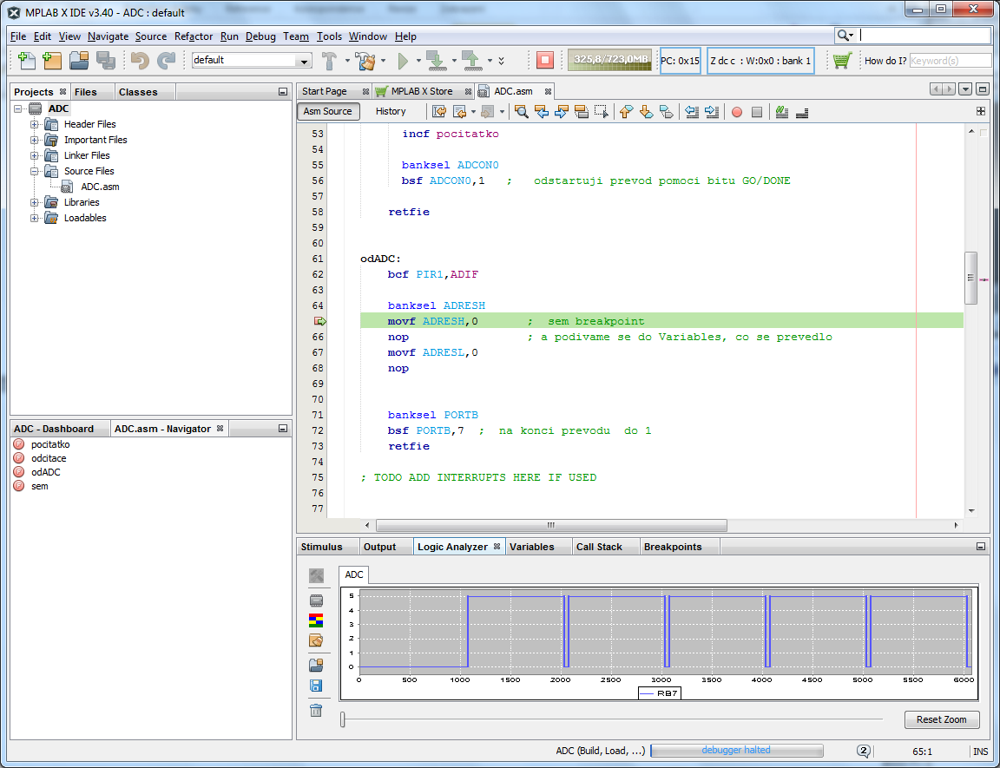 MPLAB X IDE v3.40 - ADC : default
File Edit View Navigate Source Refactor Run Debug Team Tools Window Help
default
325,8/723,0MB
PC: 0x15
Z dc c : W:0x0 : bank 1
How do I? Keyword(s)
Projects Files Classes
ADC
Header Files
Important Files
Linker Files
Source Files
ADC.asm
Libraries
Loadables
ADC - Dashboard ADC.asm - Navigator
pocitatko
odcitace
odADC
sem
Start Page MPLAB X Store ADC.asm
Asm Source History
53 incf pocitatko
54
55 banksel ADCON0
56 bsf ADCON0,1 ; odstartuji prevod pomoci bitu GO/DONE
57
58 retfie
59
60
61 odADC:
62 bcf PIR1,ADIF
63
64 banksel ADRESH
movf ADRESH,0 ; sem breakpoint
66 nop ; a podivame se do Variables, co se prevedlo
67 movf ADRESL,0
68 nop
69
70
71 banksel PORTB
72 bsf PORTB,7 ; na konci prevodu do 1
73 retfie
74
75 ; TODO ADD INTERRUPTS HERE IF USED
76
77
Stimulus Output Logic Analyzer Variables Call Stack Breakpoints
ADC
5
4
3
2
1
0
0 500 1000 1500 2000 2500 3000 3500 4000 4500 5000 5500 6000
RB7
Reset Zoom
ADC (Build, Load, ...) debugger halted 2 65:1 INS